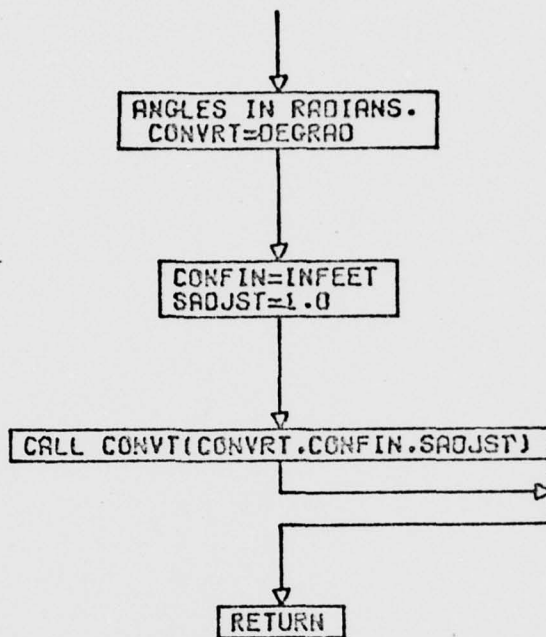 ANGLES IN RADIANS.
CONVRT=DEGRAD
CONFIN=INFEET
SADJST=1.0
CALL CONVT(CONVRT.CONFIN.SADJST)
RETURN